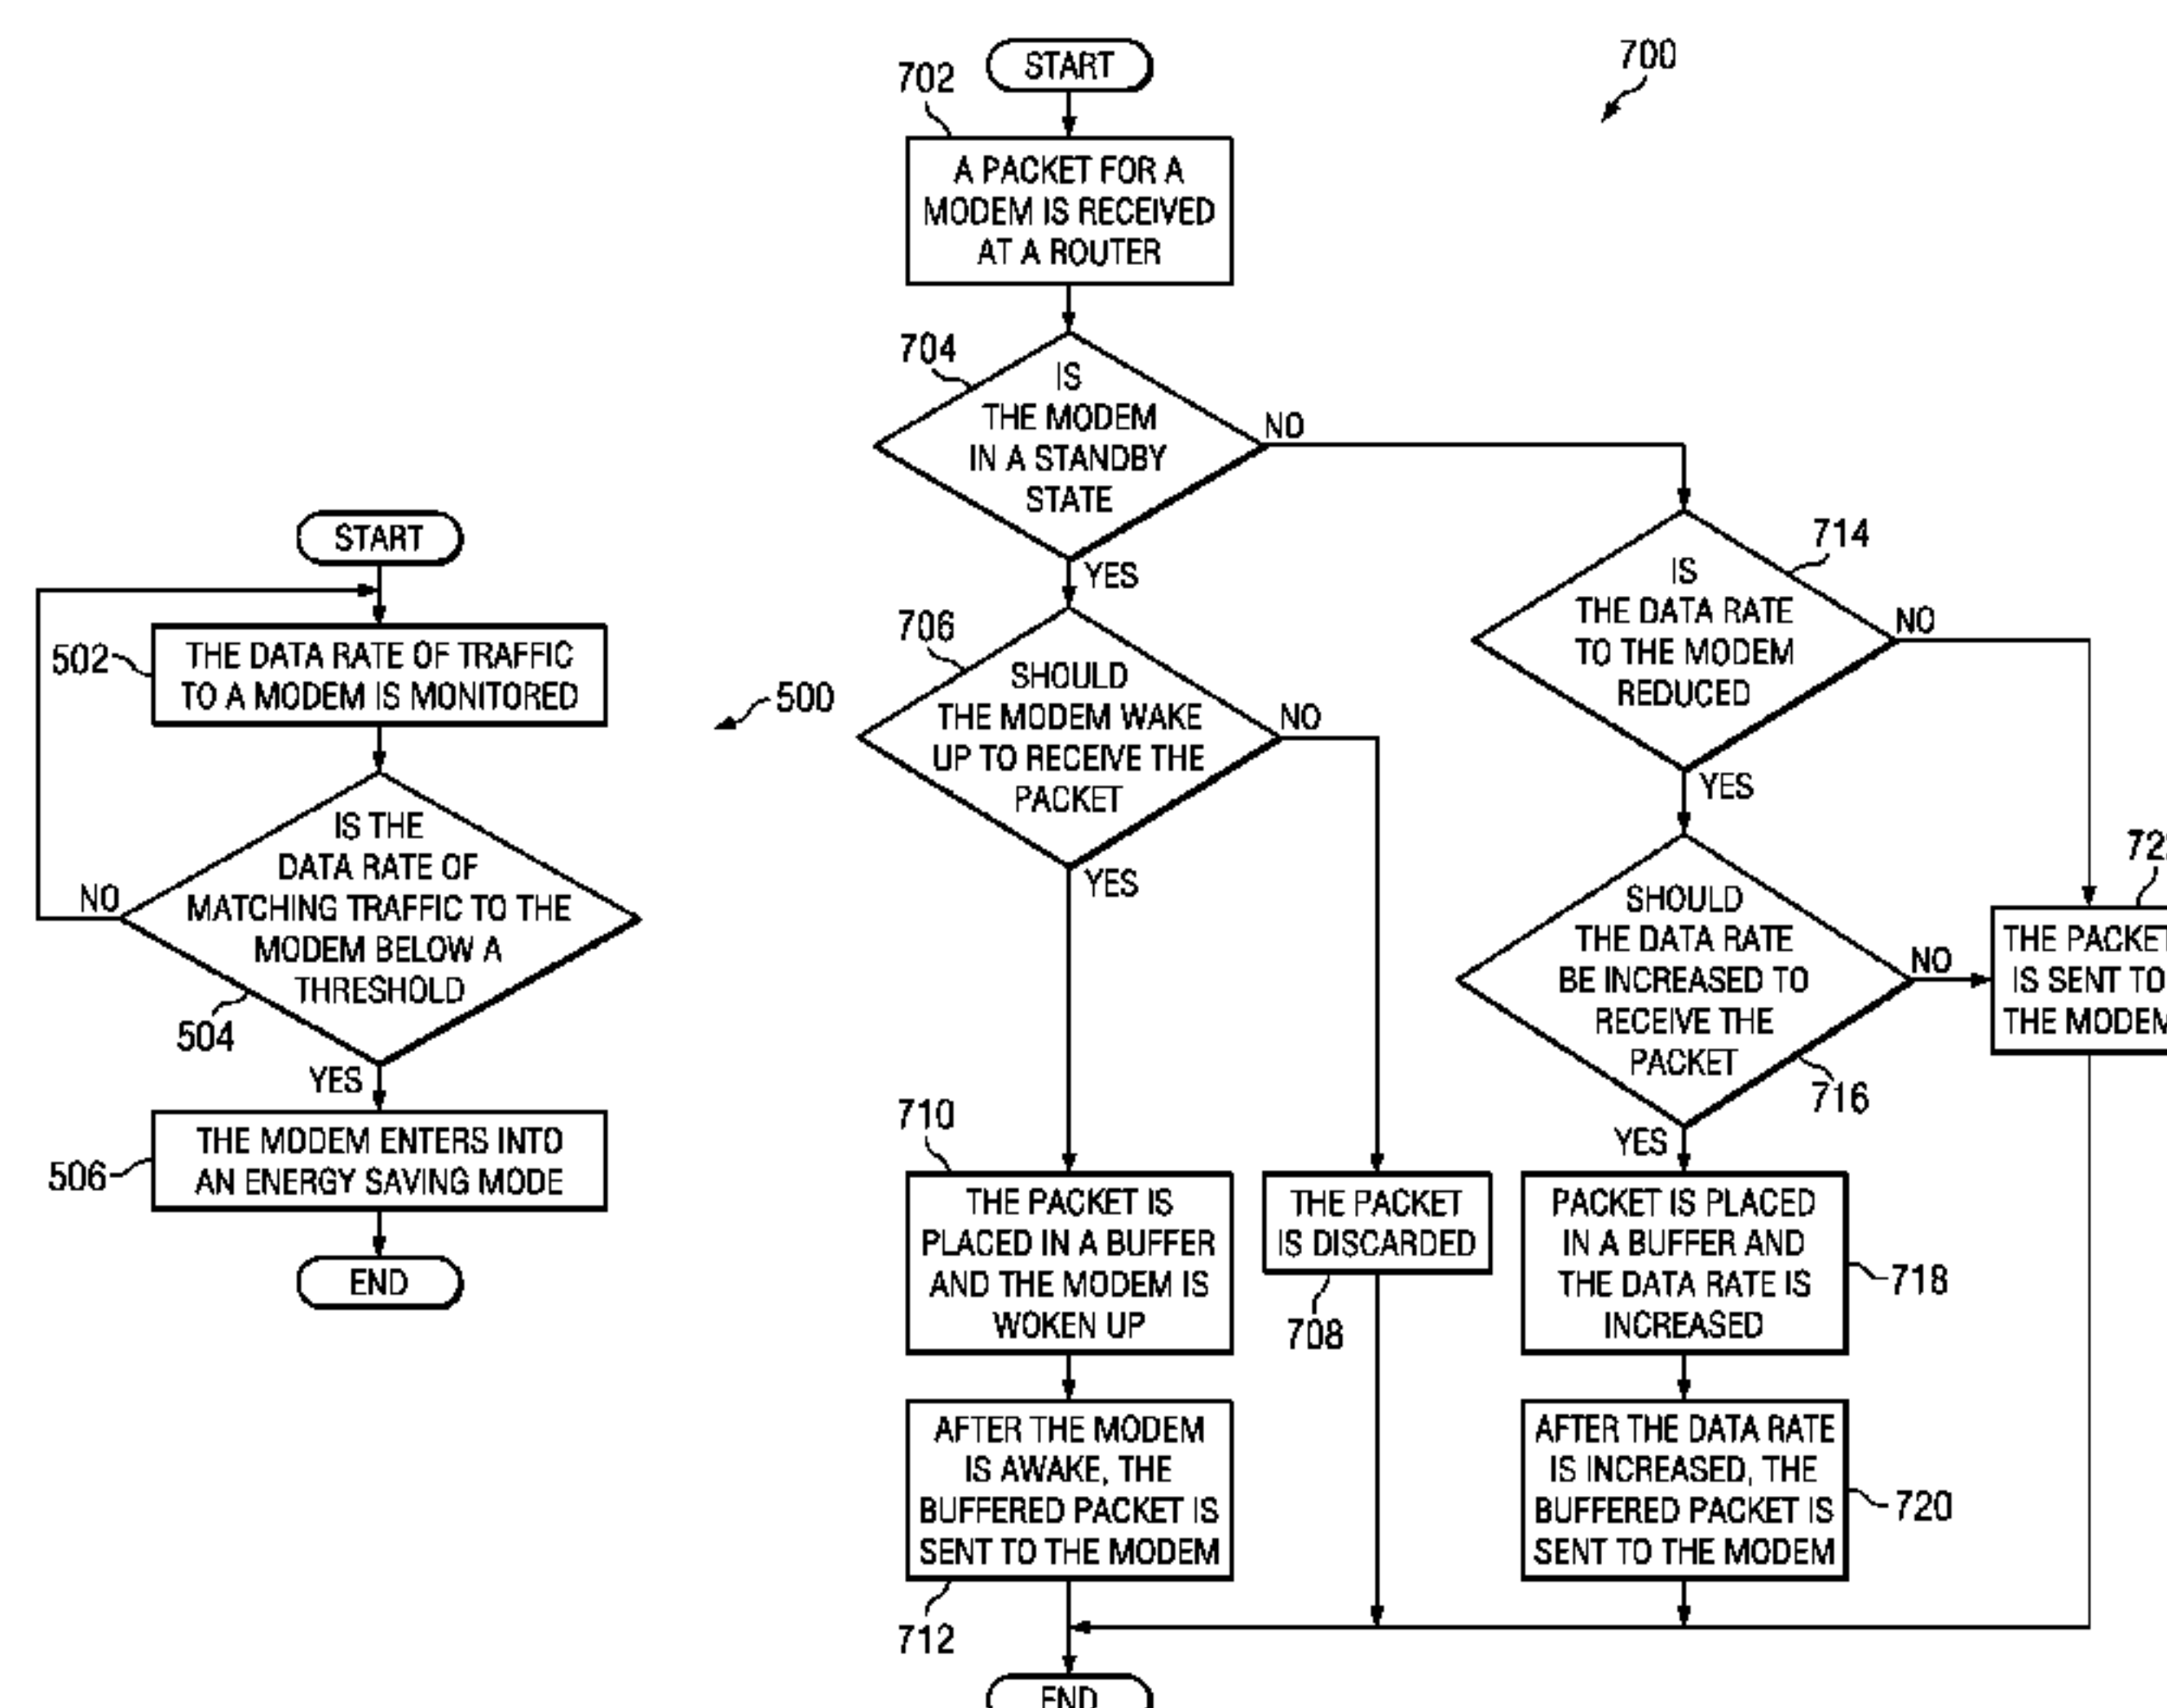 START
502
THE DATA RATE OF TRAFFIC
TO A MODEM IS MONITORED
500
IS THE
DATA RATE OF
MATCHING TRAFFIC TO THE
MODEM BELOW A
THRESHOLD
NO
504
YES
506
THE MODEM ENTERS INTO
AN ENERGY SAVING MODE
END
700
START
702
A PACKET FOR A
MODEM IS RECEIVED
AT A ROUTER
704
IS
THE MODEM
IN A STANDBY
STATE
NO
YES
706
SHOULD
THE MODEM WAKE
UP TO RECEIVE THE
PACKET
NO
YES
710
THE PACKET IS
PLACED IN A BUFFER
AND THE MODEM IS
WOKEN UP
THE PACKET
IS DISCARDED
708
AFTER THE MODEM
IS AWAKE, THE
BUFFERED PACKET IS
SENT TO THE MODEM
712
714
IS
THE DATA RATE
TO THE MODEM
REDUCED
NO
YES
SHOULD
THE DATA RATE
BE INCREASED TO
RECEIVE THE
PACKET
NO
716
YES
THE PACKET
IS SENT TO
THE MODEM
PACKET IS PLACED
IN A BUFFER AND
THE DATA RATE IS
INCREASED
718
AFTER THE DATA RATE
IS INCREASED, THE
BUFFERED PACKET IS
SENT TO THE MODEM
720
END